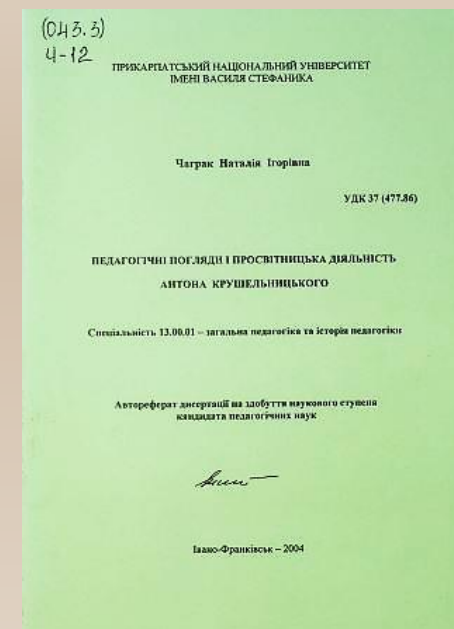 (043.3)
Ч-12
ПРИКАРПАТСЬКИЙ НАЦІОНАЛЬНИЙ УНІВЕРСИТЕТ
ІМЕНІ ВАСИЛЯ СТЕФАНИКА
Чаграк Наталія Ігорівна
УДК 37 (477.86)
ПЕДАГОГІЧНІ ПОГЛЯДИ І ПРОСВІТНИЦЬКА ДІЯЛЬНІСТЬ
АНТОНА КРУШЕЛЬНИЦЬКОГО
Спеціальність 13.00.01 – загальна педагогіка та історія педагогіки
Автореферат дисертації на здобуття наукового ступеня
кандидата педагогічних наук
Івано-Франківськ – 2004